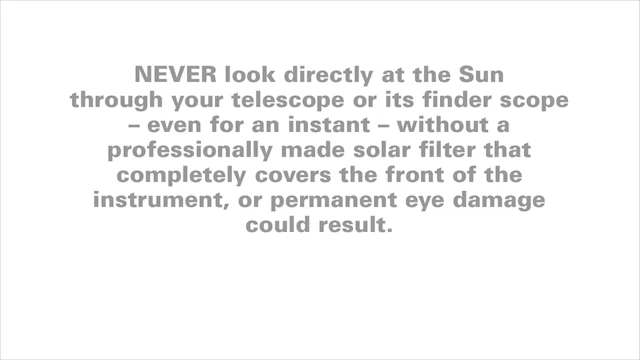 NEVER look directly at the Sun
through your telescope or its finder scope
– even for an instant – without a
professionally made solar filter that
completely covers the front of the
instrument, or permanent eye damage
could result.